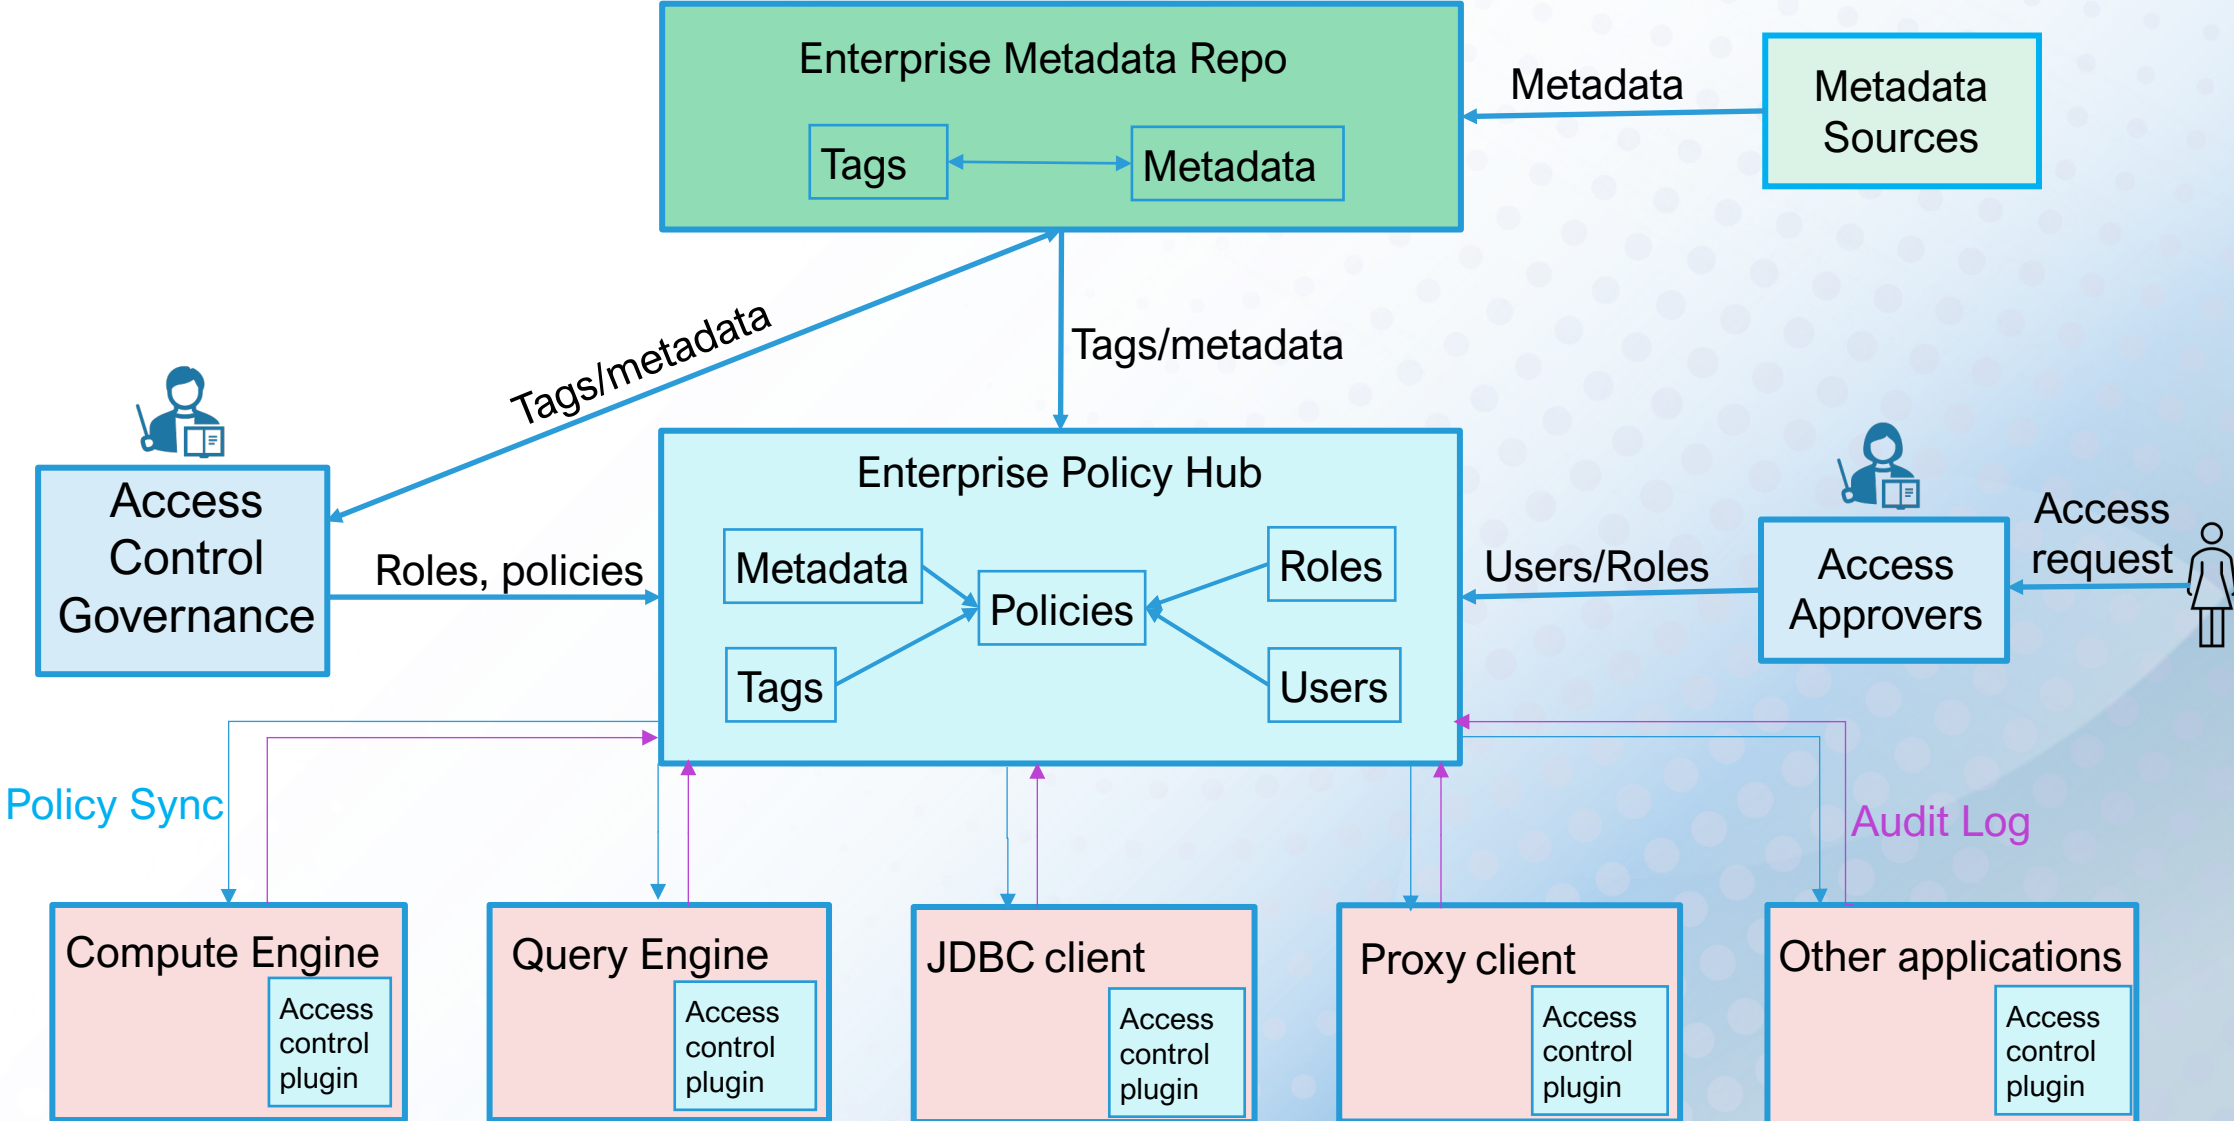 Enterprise Metadata Repo
Tags
Metadata
Metadata
Metadata
Sources
Tags/metadata
Tags/metadata
Access
Control
Governance
Roles, policies
Enterprise Policy Hub
Metadata
Tags
Policies
Roles
Users
Users/Roles
Access
Approvers
Access
request
Policy Sync
Audit Log
Compute Engine
Access
control
plugin
Query Engine
Access
control
plugin
JDBC client
Access
control
plugin
Proxy client
Access
control
plugin
Other applications
Access
control
plugin